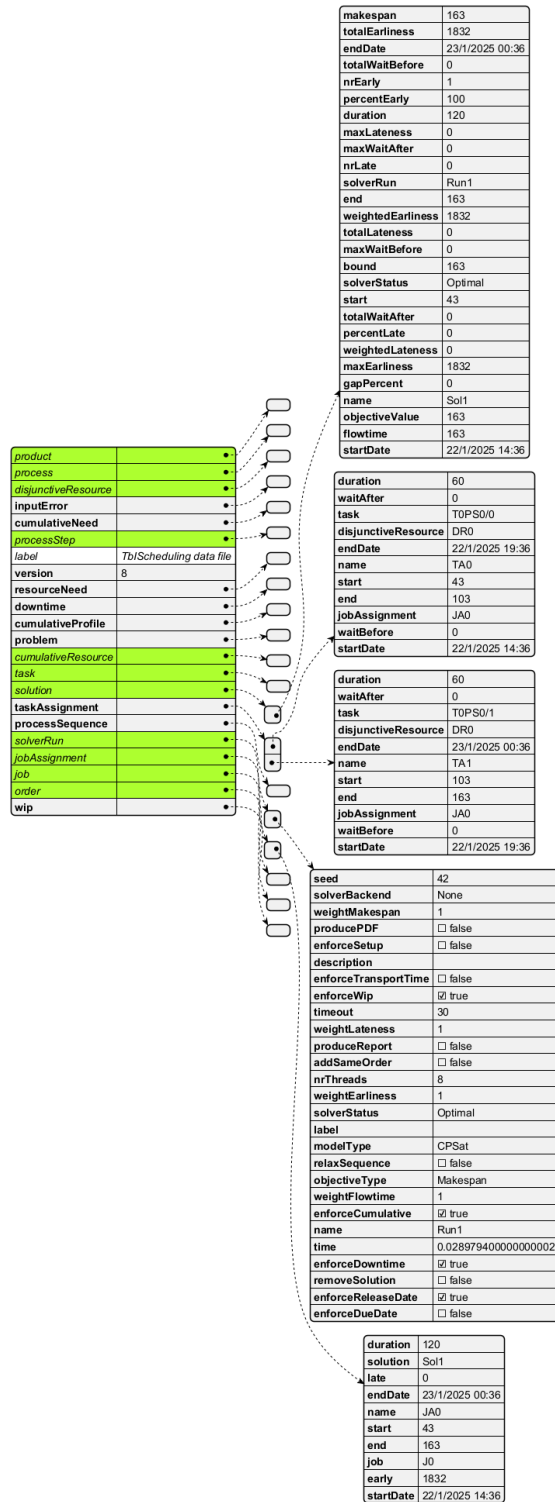 makespan 163
totalEarliness 1832
endDate 23/1/2025 00:36
totalWaitBefore 0
nrEarly 1
percentEarly 100
duration 120
maxLateness 0
maxWaitAfter 0
nrLate 0
solverRun Run1
end 163
weightedEarliness 1832
totalLateness 0
maxWaitBefore 0
bound 163
solverStatus Optimal
start 43
totalWaitAfter 0
percentLate 0
weightedLateness 0
maxEarliness 1832
gapPercent 0
name Sol1
objectiveValue 163
flowtime 163
startDate 22/1/2025 14:36
product
process
disjunctiveResource
inputError
cumulativeNeed
processStep
label TblScheduling data file
version 8
resourceNeed
downtime
cumulativeProfile
problem
cumulativeResource
task
solution
taskAssignment
processSequence
solverRun
jobAssignment
job
order
wip
duration 60
waitAfter 0
task T0PS0/0
disjunctiveResource DR0
endDate 22/1/2025 19:36
name TA0
start 43
end 103
jobAssignment JA0
waitBefore 0
startDate 22/1/2025 14:36
duration 60
waitAfter 0
task T0PS0/1
disjunctiveResource DR0
endDate 23/1/2025 00:36
name TA1
start 103
end 163
jobAssignment JA0
waitBefore 0
startDate 22/1/2025 19:36
seed 42
solverBackend None
weightMakespan 1
producePDF ☐ false
enforceSetup ☐ false
description
enforceTransportTime ☐ false
enforceWip ☑ true
timeout 30
weightLateness 1
produceReport ☐ false
addSameOrder ☐ false
nrThreads 8
weightEarliness 1
solverStatus Optimal
label
modelType CPSat
relaxSequence ☐ false
objectiveType Makespan
weightFlowtime 1
enforceCumulative ☑ true
name Run1
time 0.028979400000000002
enforceDowntime ☑ true
removeSolution ☐ false
enforceReleaseDate ☑ true
enforceDueDate ☐ false
duration 120
solution Sol1
late 0
endDate 23/1/2025 00:36
name JA0
start 43
end 163
job J0
early 1832
startDate 22/1/2025 14:36